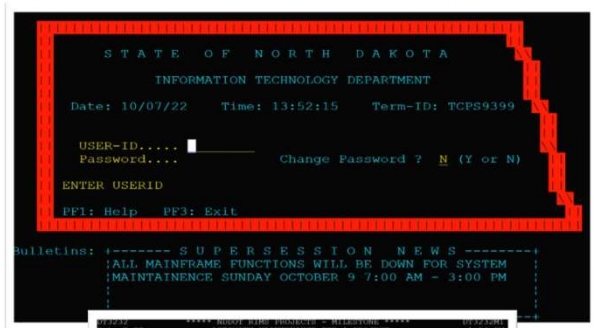 S T A T E O F N O R T H D A K O T A
INFORMATION TECHNOLOGY DEPARTMENT
Date: 10/07/22 Time: 13:52:15 Term-ID: TCPS9399
USER-ID.....
Password.... Change Password ? N (Y or N)
ENTER USERID
PF1: Help PF3: Exit
Bulletins: +------- S U P E R S E S S I O N N E W S --------+
¦ALL MAINFRAME FUNCTIONS WILL BE DOWN FOR SYSTEM ¦
¦MAINTAINENCE SUNDAY OCTOBER 9 7:00 AM - 3:00 PM ¦
DT3232 ***** NDDOT RIMS PROJECTS - MILESTONE ***** DT3232M1